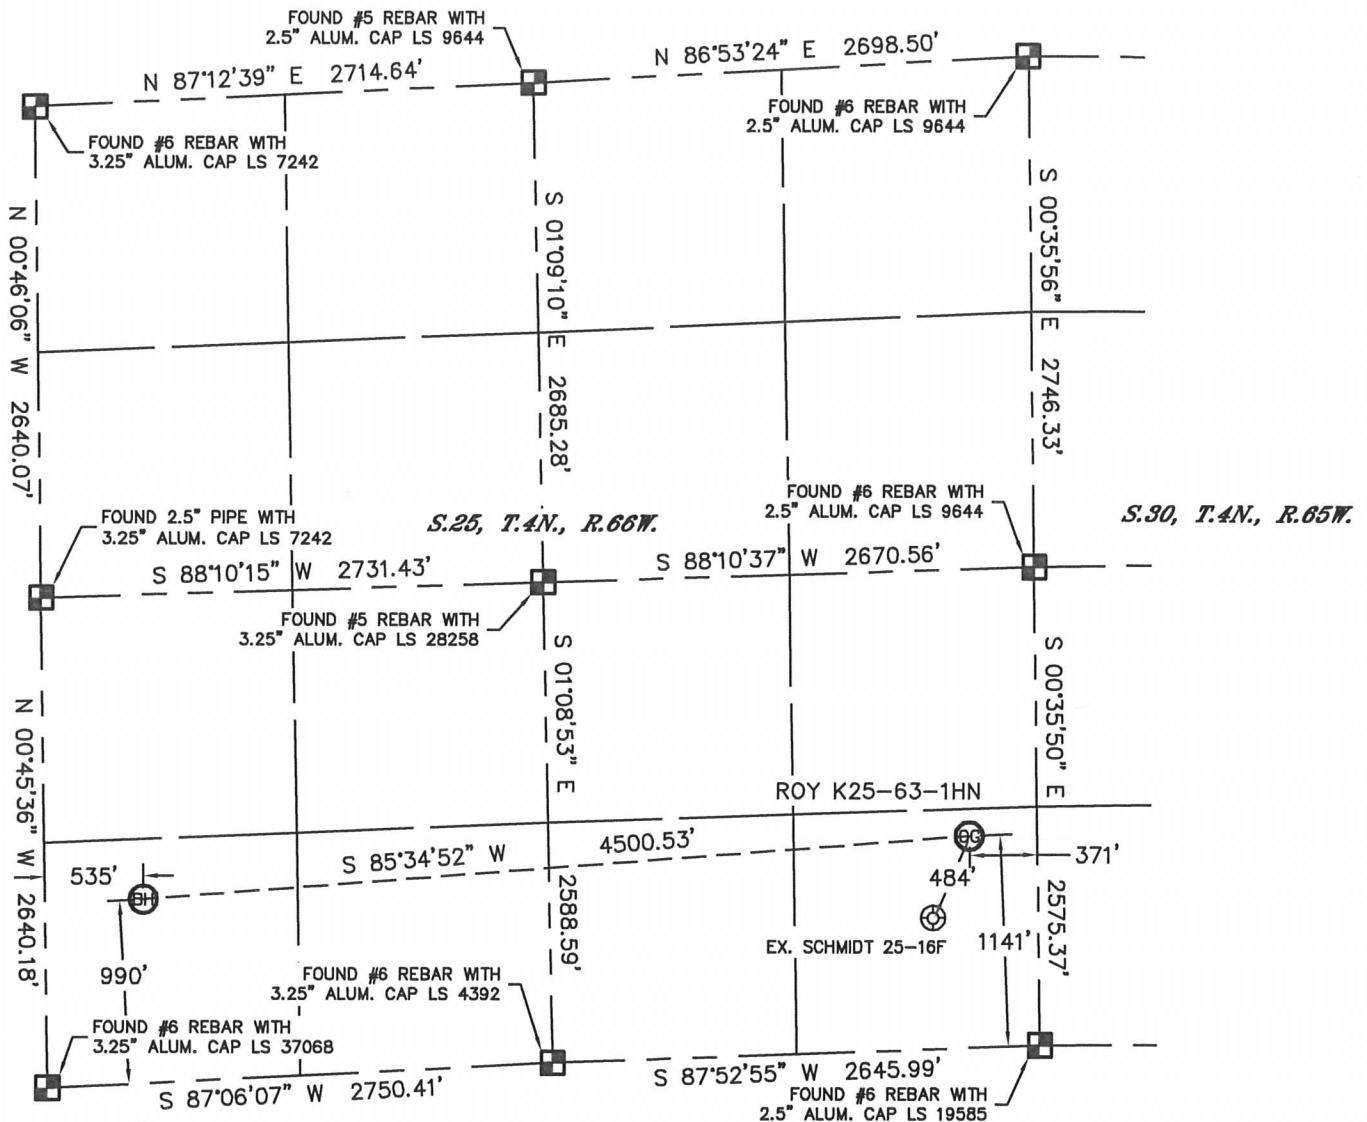 FOUND #5 REBAR WITH
2.5" ALUM. CAP LS 9644
N 87°12'39" E 2714.64'
N 86°53'24" E 2698.50'
FOUND #6 REBAR WITH
2.5" ALUM. CAP LS 9644
FOUND #6 REBAR WITH
3.25" ALUM. CAP LS 7242
N 00°46'06" W 2640.07'
S 01°09'10" E 2685.28'
S 00°35'56" E 2746.33'
FOUND 2.5" PIPE WITH
3.25" ALUM. CAP LS 7242
S.25, T.4N., R.66W.
FOUND #6 REBAR WITH
2.5" ALUM. CAP LS 9644
S.30, T.4N., R.65W.
S 88°10'15" W 2731.43'
S 88°10'37" W 2670.56'
FOUND #5 REBAR WITH
3.25" ALUM. CAP LS 28258
N 00°45'36" W 2640.18'
S 01°08'53" E 2588.59'
S 00°35'50" E 2575.37'
ROY K25-63-1HN
S 85°34'52" W 4500.53'
OG
371'
535'
BH
484'
EX. SCHMIDT 25-16F
1141'
990'
FOUND #6 REBAR WITH
3.25" ALUM. CAP LS 4392
FOUND #6 REBAR WITH
3.25" ALUM. CAP LS 37068
S 87°06'07" W 2750.41'
S 87°52'55" W 2645.99'
FOUND #6 REBAR WITH
2.5" ALUM. CAP LS 19585